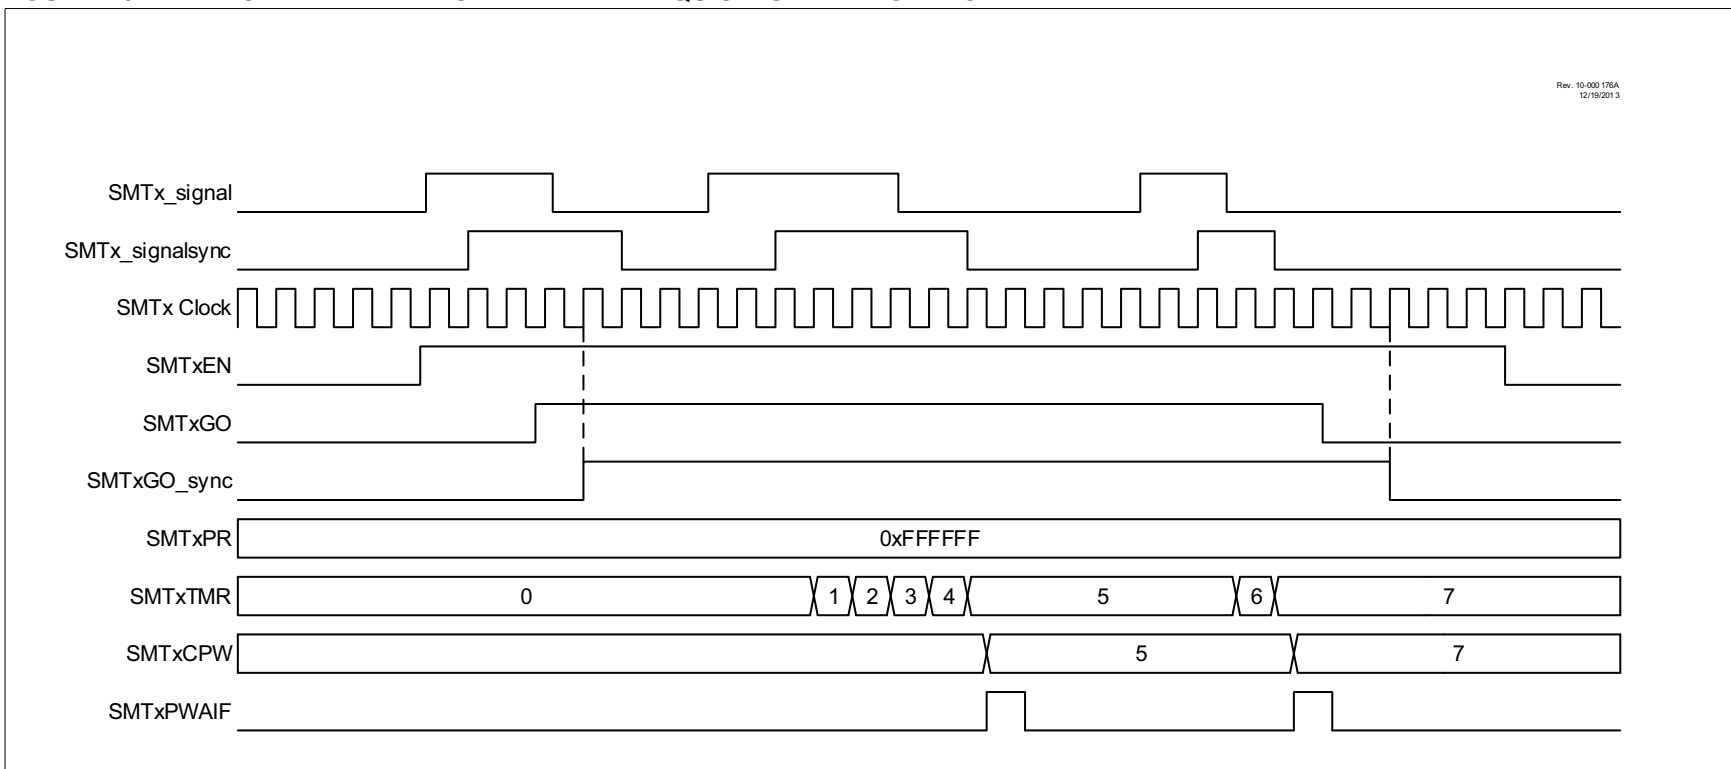 Rev. 10-000 176A
12/19/201 3
SMTx_signal
SMTx_signalsync
SMTx Clock
SMTxEN
SMTxGO
SMTxGO_sync
SMTxPR 0xFFFFFF
SMTxTMR 0 1 2 3 4 5 6 7
SMTxCPW 5 7
SMTxPWAIF